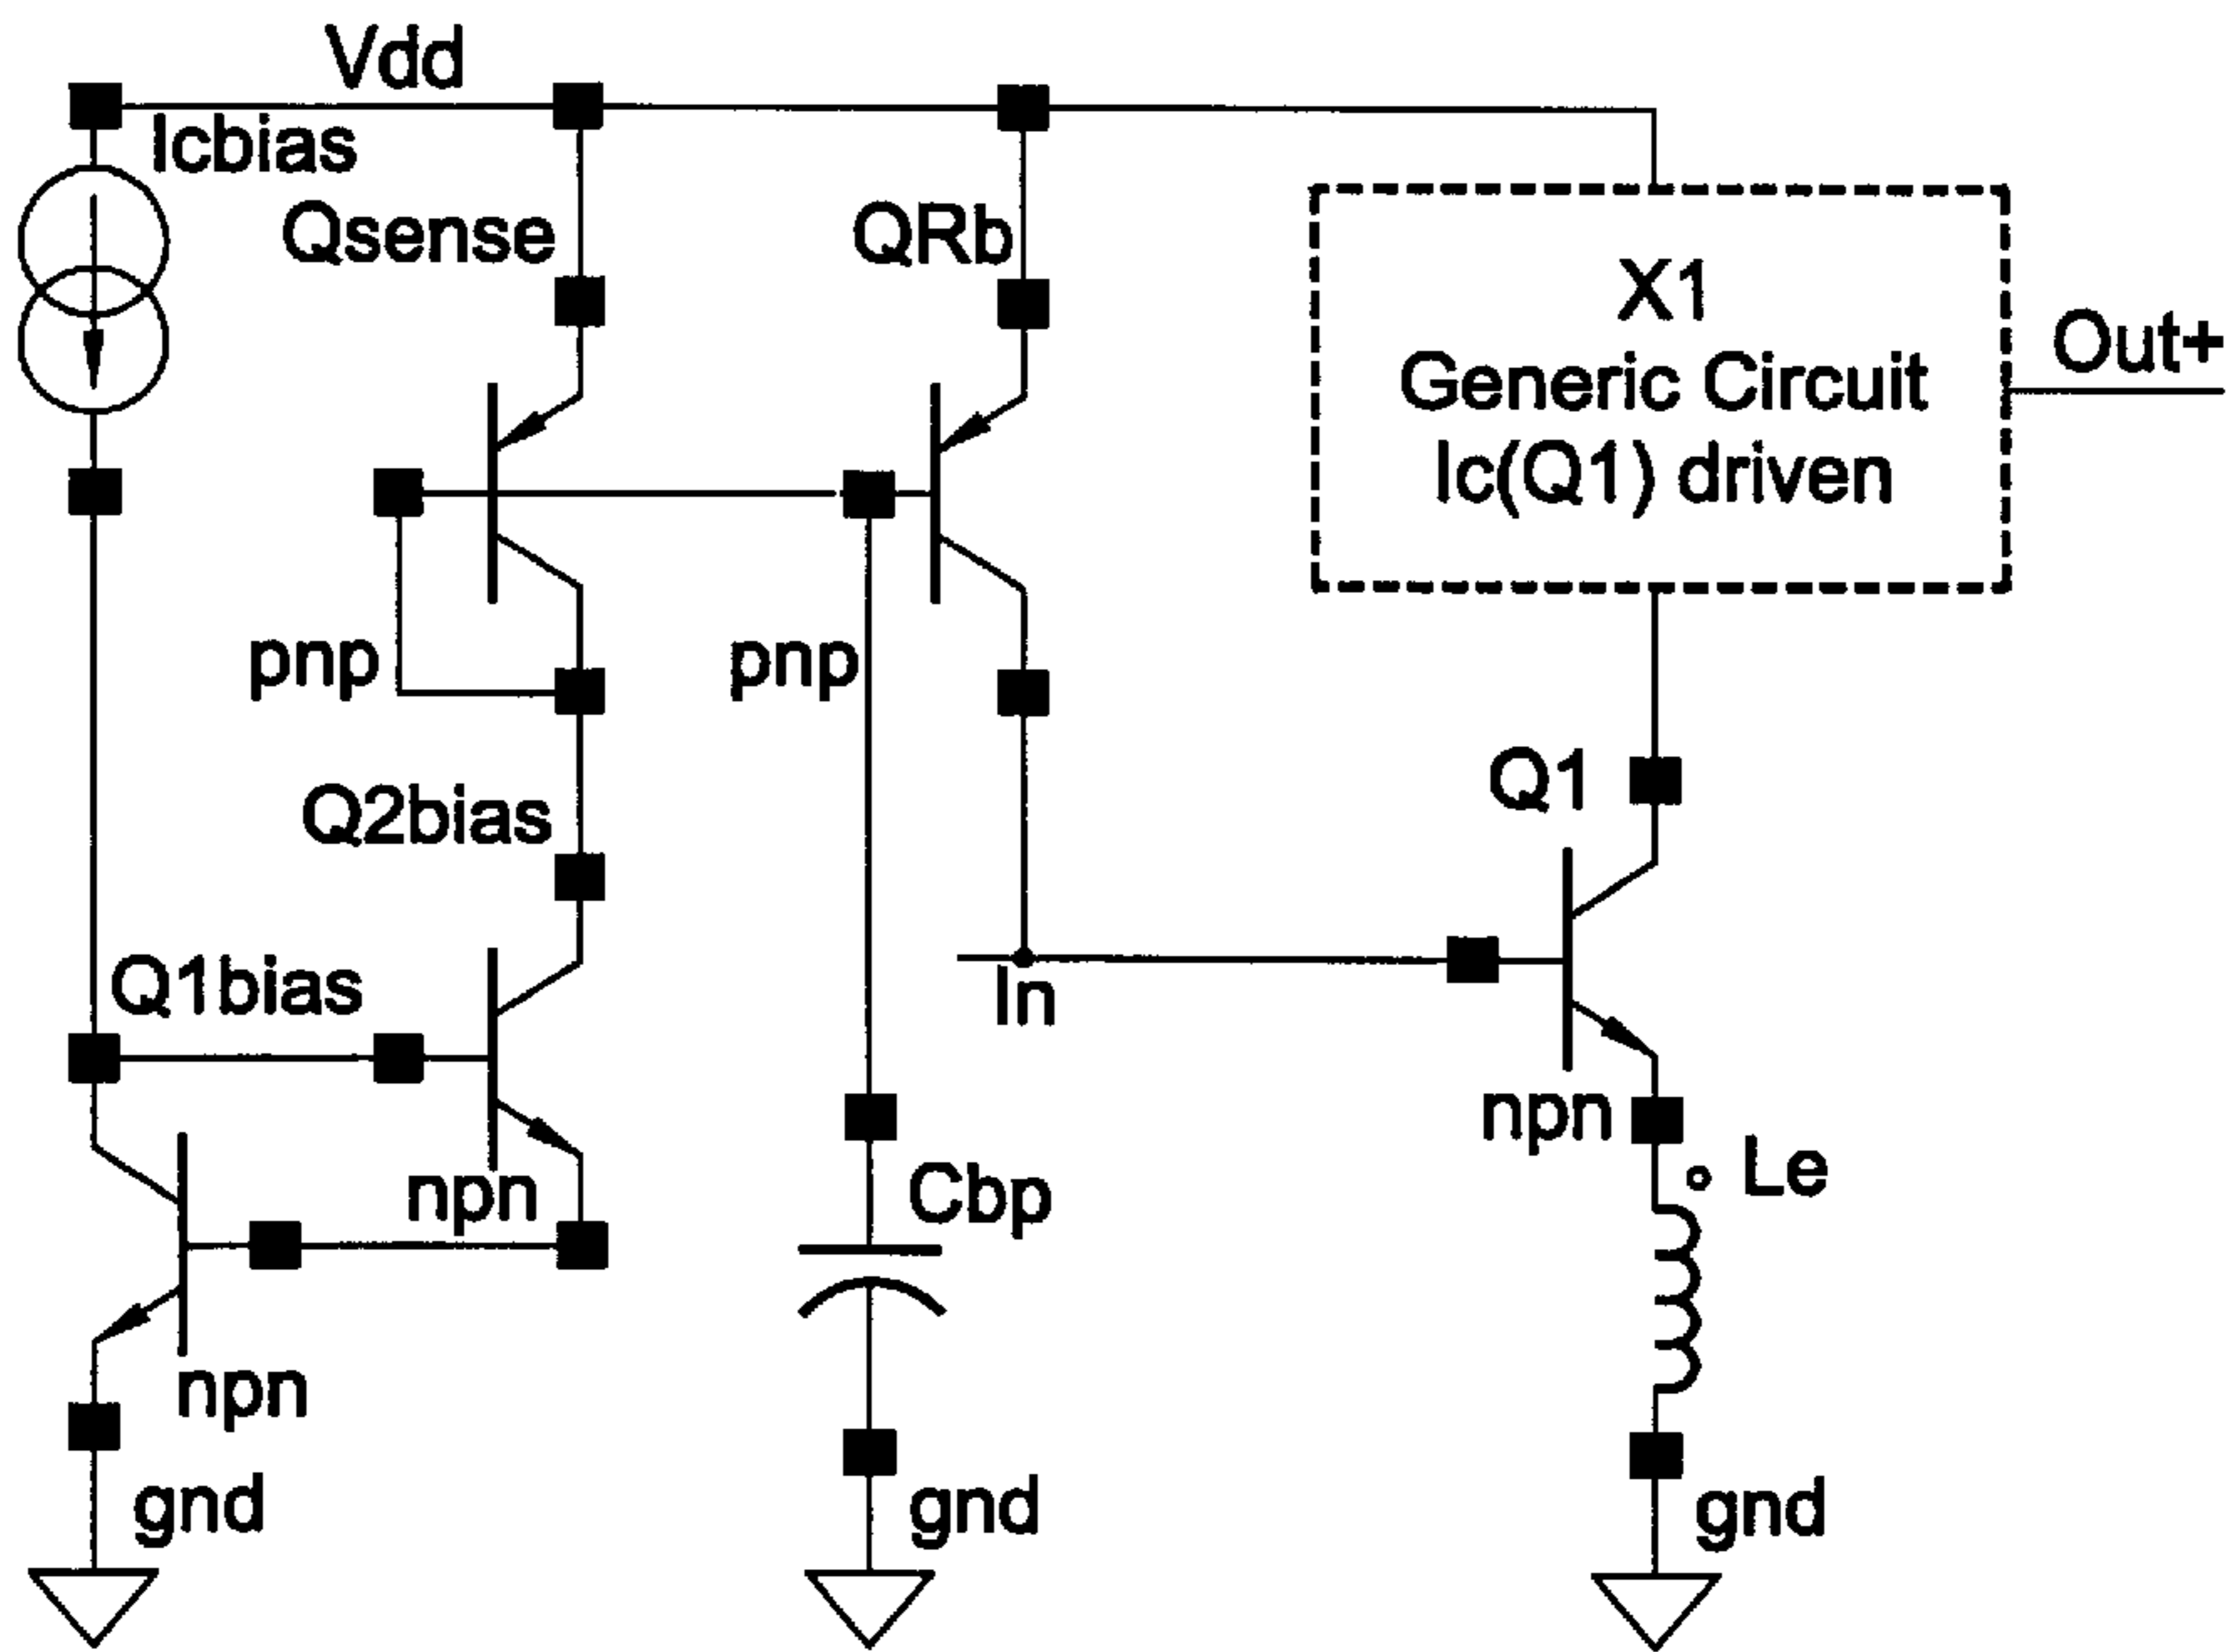 Vdd
Icbias
Qsense
QRb
X1
Generic Circuit
Ic(Q1) driven
Out+
pnp
pnp
Q2bias
Q1
Q1bias
In
npn
npn
Cbp
Le
npn
gnd
gnd
gnd